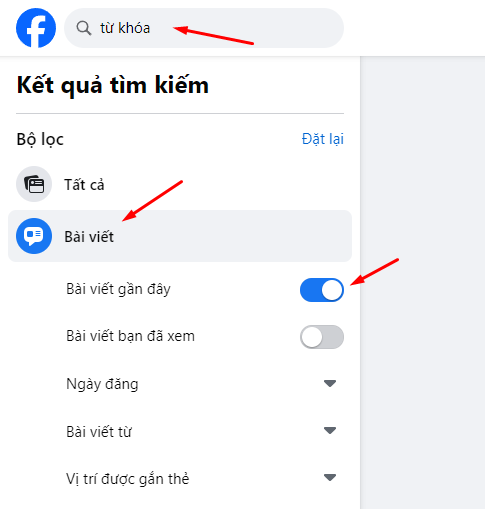 từ khóa
Kết quả tìm kiếm
Bộ lọc Đặt lại
Tất cả
Bài viết
Bài viết gần đây
Bài viết bạn đã xem
Ngày đăng
Bài viết từ
Vị trí được gắn thẻ